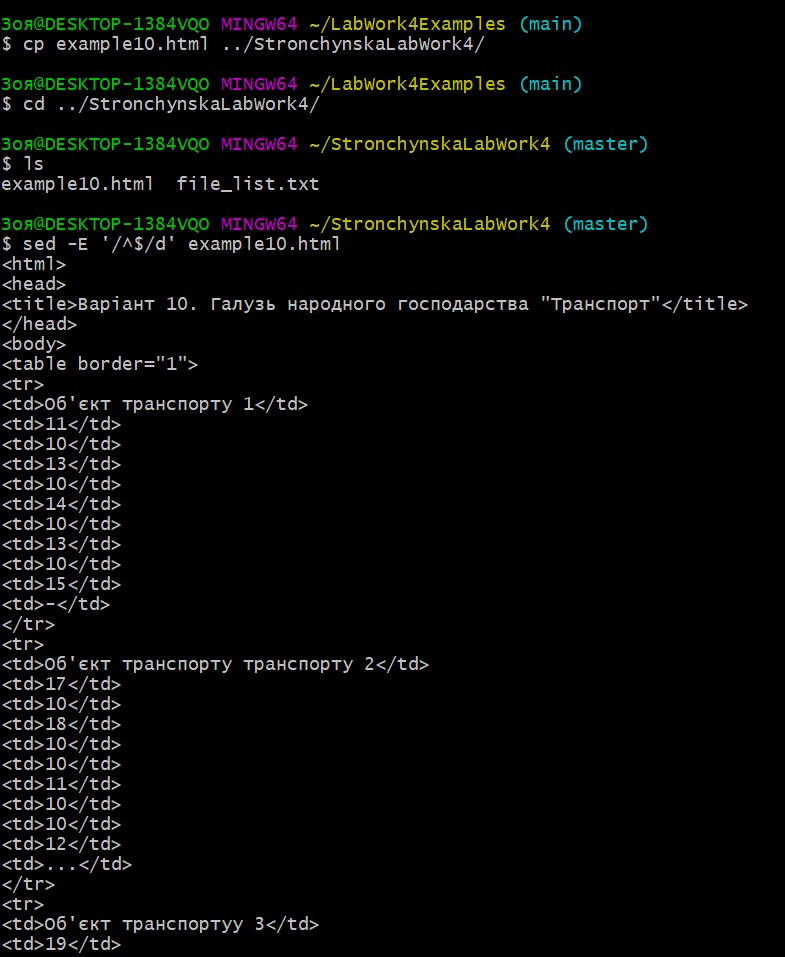 Зоя@DESKTOP-1384VQO MINGW64 ~/LabWork4Examples (main)
$ cp example10.html ../StronchynskaLabWork4/
Зоя@DESKTOP-1384VQO MINGW64 ~/LabWork4Examples (main)
$ cd ../StronchynskaLabWork4/
Зоя@DESKTOP-1384VQO MINGW64 ~/StronchynskaLabWork4 (master)
$ ls
example10.html  file_list.txt
Зоя@DESKTOP-1384VQO MINGW64 ~/StronchynskaLabWork4 (master)
$ sed -E '/^$/d' example10.html
<html>
<head>
<title>Варіант 10. Галузь народного господарства "Транспорт"</title>
</head>
<body>
<table border="1">
<tr>
<td>Об'єкт транспорту 1</td>
<td>11</td>
<td>10</td>
<td>13</td>
<td>10</td>
<td>14</td>
<td>10</td>
<td>13</td>
<td>10</td>
<td>15</td>
<td>-</td>
</tr>
<tr>
<td>Об'єкт транспорту транспорту 2</td>
<td>17</td>
<td>10</td>
<td>18</td>
<td>10</td>
<td>10</td>
<td>11</td>
<td>10</td>
<td>10</td>
<td>12</td>
<td>...</td>
</tr>
<tr>
<td>Об'єкт транспортуу 3</td>
<td>19</td>